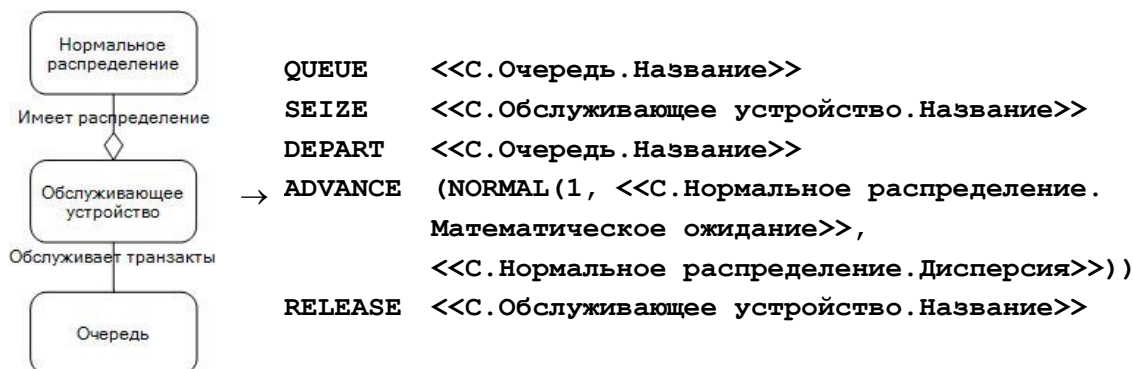 Нормальное
распределение
Имеет распределение
Обслуживающее
устройство
Обслуживает транзакты
Очередь
→
QUEUE <<С.Очередь.Название>>
SEIZE <<С.Обслуживающее устройство.Название>>
DEPART <<С.Очередь.Название>>
ADVANCE (NORMAL(1, <<С.Нормальное распределение.
Математическое ожидание>>,
<<С.Нормальное распределение.Дисперсия>>))
RELEASE <<С.Обслуживающее устройство.Название>>